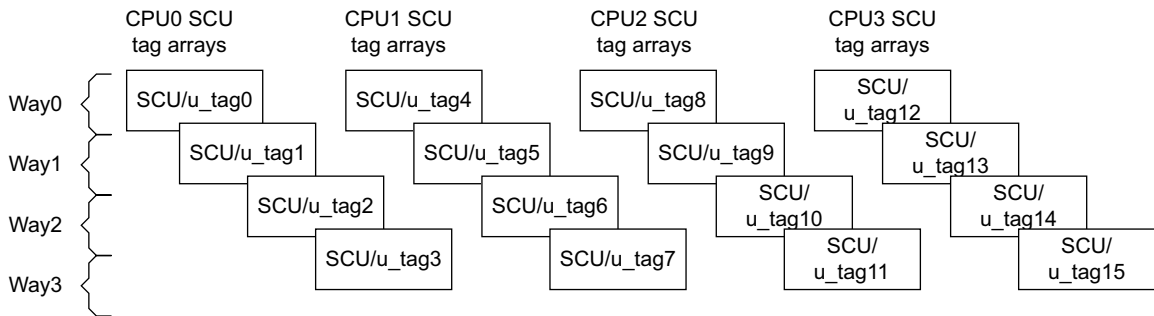 CPU0 SCU
tag arrays
CPU1 SCU
tag arrays
CPU2 SCU
tag arrays
CPU3 SCU
tag arrays
Way0
SCU/u_tag0
SCU/u_tag4
SCU/u_tag8
SCU/
u_tag12
Way1
SCU/u_tag1
SCU/u_tag5
SCU/u_tag9
SCU/
u_tag13
Way2
SCU/u_tag2
SCU/u_tag6
SCU/
u_tag10
SCU/
u_tag14
Way3
SCU/u_tag3
SCU/u_tag7
SCU/
u_tag11
SCU/
u_tag15